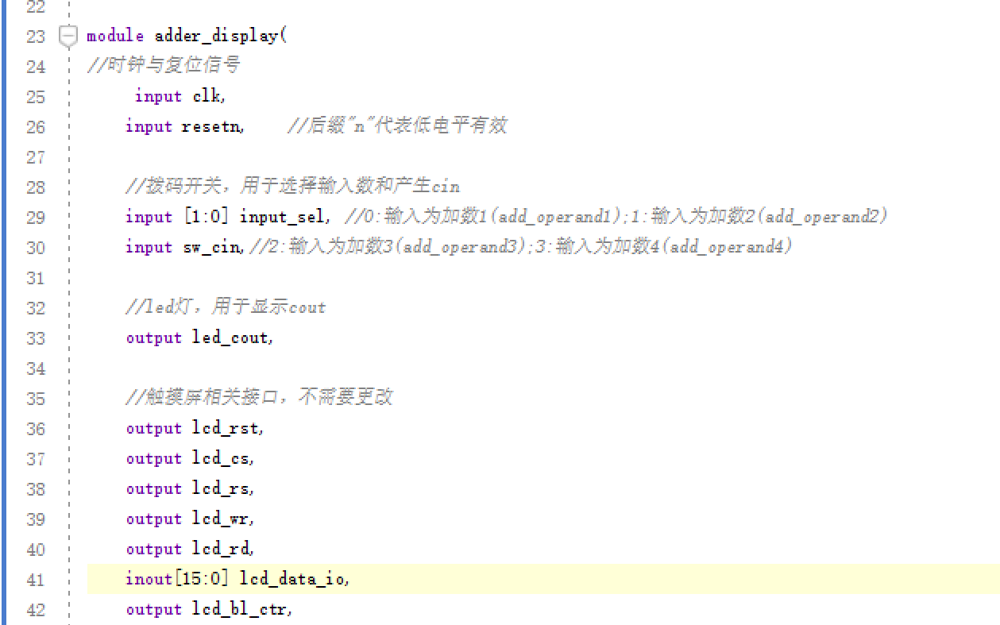 22
23 module adder_display(
24 //时钟与复位信号
25 input clk,
26 input resetn, //后缀"n"代表低电平有效
27
28 //拨码开关，用于选择输入数和产生cin
29 input [1:0] input_sel, //0:输入为加数1(add_operand1);1:输入为加数2(add_operand2)
30 input sw_cin,//2:输入为加数3(add_operand3);3:输入为加数4(add_operand4)
31
32 //led灯，用于显示cout
33 output led_cout,
34
35 //触摸屏相关接口，不需要更改
36 output lcd_rst,
37 output lcd_cs,
38 output lcd_rs,
39 output lcd_wr,
40 output lcd_rd,
41 inout[15:0] lcd_data_io,
42 output lcd_bl_ctr,